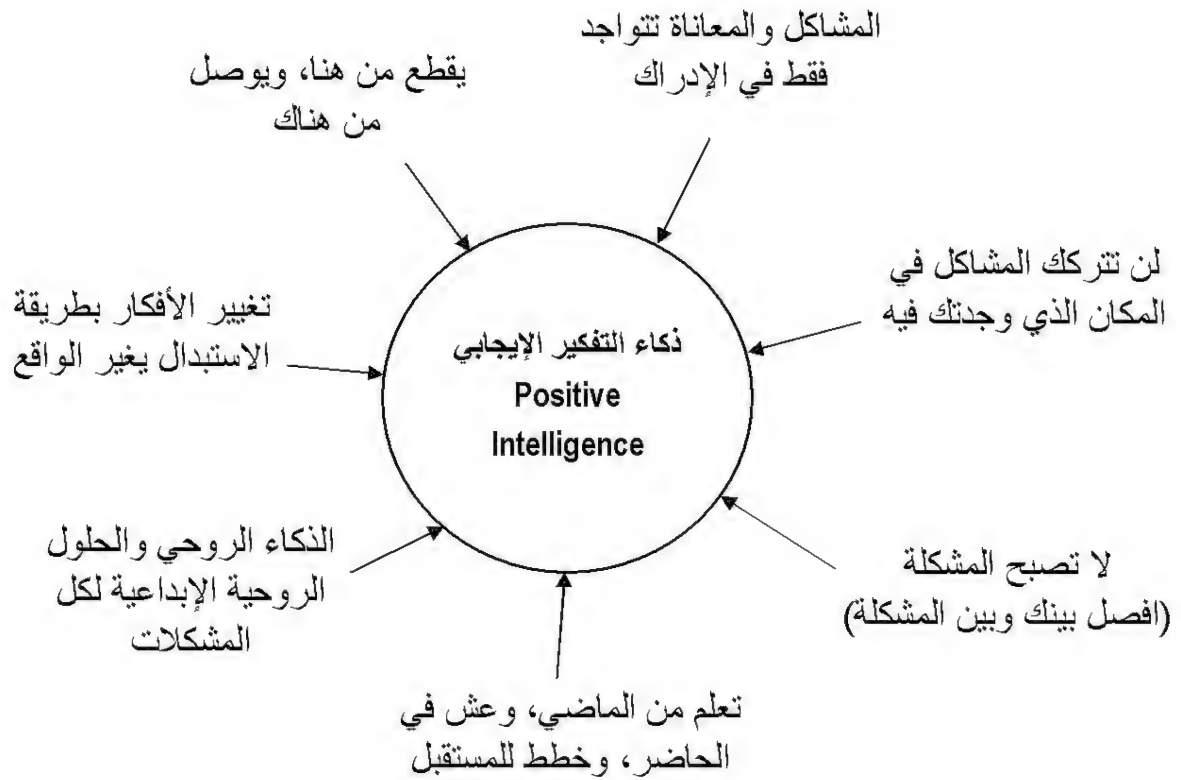 المشاكل والمعاناة تتواجد
فقط في الإدراك
يقطع من هنا، ويوصل
من هناك
لن تتركك المشاكل في
المكان الذي وجدتك فيه
تغيير الأفكار بطريقة
الاستبدال يغير الواقع
ذكاء التفكير الإيجابي
Positive
Intelligence
الذكاء الروحي والحلول
الروحية الإبداعية لكل
المشكلات
لا تصبح المشكلة
(افصل بينك وبين المشكلة)
تعلم من الماضي، وعش في
الحاضر، وخطط للمستقبل